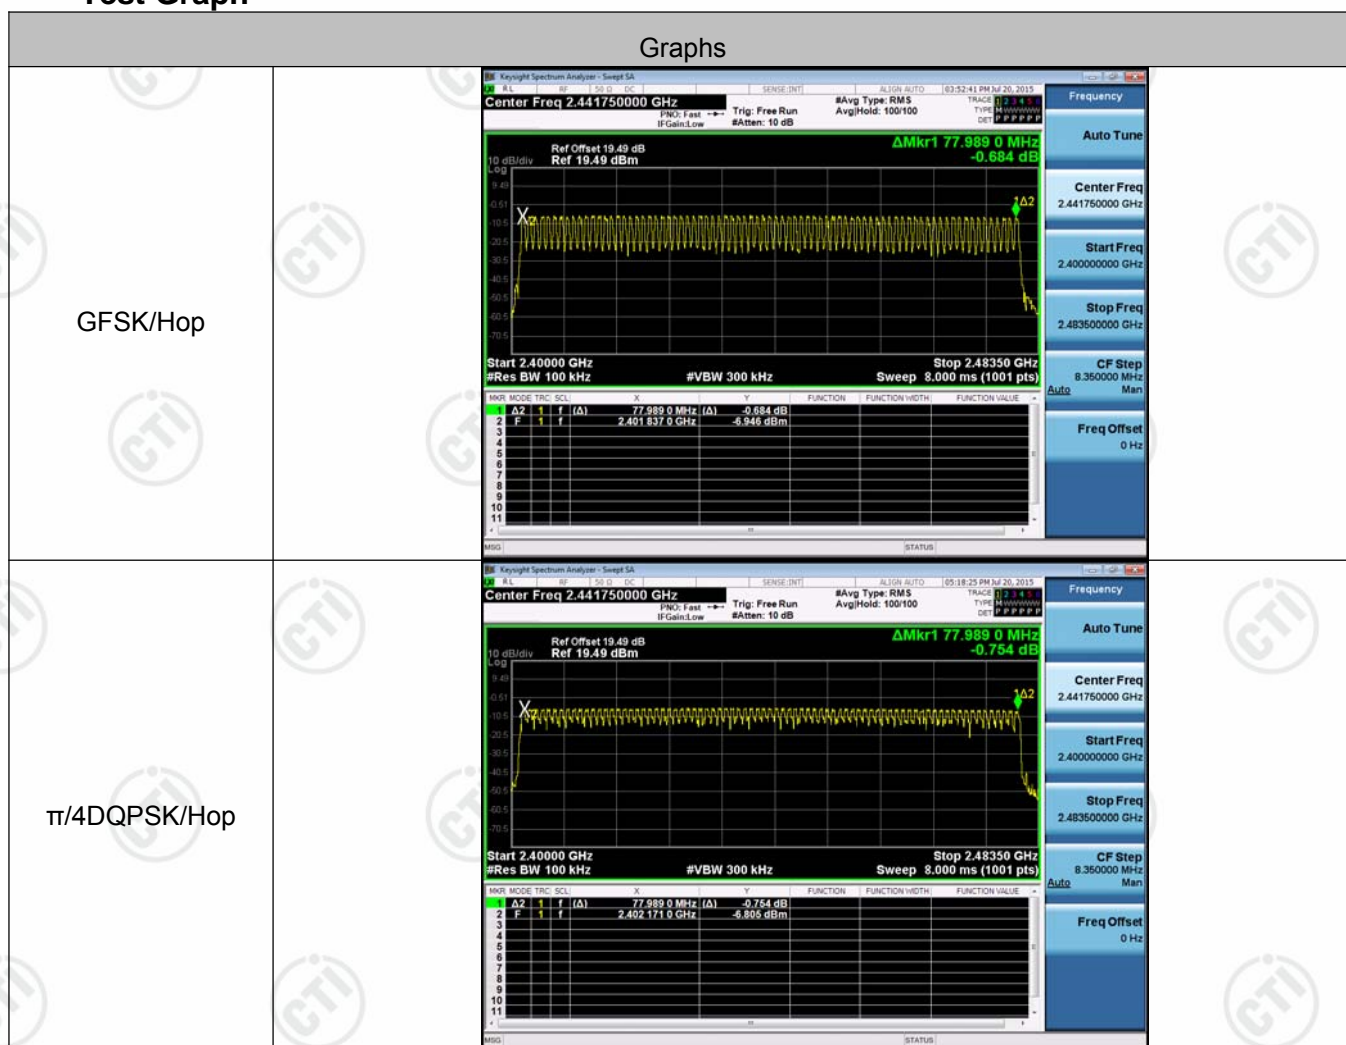 Test Graph
Graphs
GFSK/Hop
Keysight Spectrum Analyzer - Swept SA
RL RF 50 Ω DC SENSE:INT ALIGN AUTO 03:52:41 PM Jul 20, 2015
Center Freq 2.441750000 GHz
PNO: Fast
IFGain:Low
Trig: Free Run
#Atten: 10 dB
#Avg Type: RMS
Avg|Hold: 100/100
TRACE 1 2 3 4 5 6
TYPE M W W W W W
DET P P P P P P
Ref Offset 19.49 dB
10 dB/div Ref 19.49 dBm
Log
ΔMkr1 77.989 0 MHz
-0.684 dB
9.49
-0.51
-10.5
-20.5
-30.5
-40.5
-50.5
-60.5
-70.5
X2
1Δ2
Start 2.40000 GHz Stop 2.48350 GHz
#Res BW 100 kHz #VBW 300 kHz Sweep 8.000 ms (1001 pts)
MKR MODE TRC SCL X Y FUNCTION FUNCTION WIDTH FUNCTION VALUE
1 Δ2 1 f (Δ) 77.989 0 MHz (Δ) -0.684 dB
2 F 1 f 2.401 837 0 GHz -6.946 dBm
3
4
5
6
7
8
9
10
11
MSG STATUS
Frequency
Auto Tune
Center Freq
2.441750000 GHz
Start Freq
2.400000000 GHz
Stop Freq
2.483500000 GHz
CF Step
8.350000 MHz
Auto Man
Freq Offset
0 Hz
π/4DQPSK/Hop
Keysight Spectrum Analyzer - Swept SA
RL RF 50 Ω DC SENSE:INT ALIGN AUTO 05:18:25 PM Jul 20, 2015
Center Freq 2.441750000 GHz
PNO: Fast
IFGain:Low
Trig: Free Run
#Atten: 10 dB
#Avg Type: RMS
Avg|Hold: 100/100
TRACE 1 2 3 4 5 6
TYPE M W W W W W
DET P P P P P P
Ref Offset 19.49 dB
10 dB/div Ref 19.49 dBm
Log
ΔMkr1 77.989 0 MHz
-0.754 dB
9.49
-0.51
-10.5
-20.5
-30.5
-40.5
-50.5
-60.5
-70.5
X2
1Δ2
Start 2.40000 GHz Stop 2.48350 GHz
#Res BW 100 kHz #VBW 300 kHz Sweep 8.000 ms (1001 pts)
MKR MODE TRC SCL X Y FUNCTION FUNCTION WIDTH FUNCTION VALUE
1 Δ2 1 f (Δ) 77.989 0 MHz (Δ) -0.754 dB
2 F 1 f 2.402 171 0 GHz -6.805 dBm
3
4
5
6
7
8
9
10
11
MSG STATUS
Frequency
Auto Tune
Center Freq
2.441750000 GHz
Start Freq
2.400000000 GHz
Stop Freq
2.483500000 GHz
CF Step
8.350000 MHz
Auto Man
Freq Offset
0 Hz
CTI